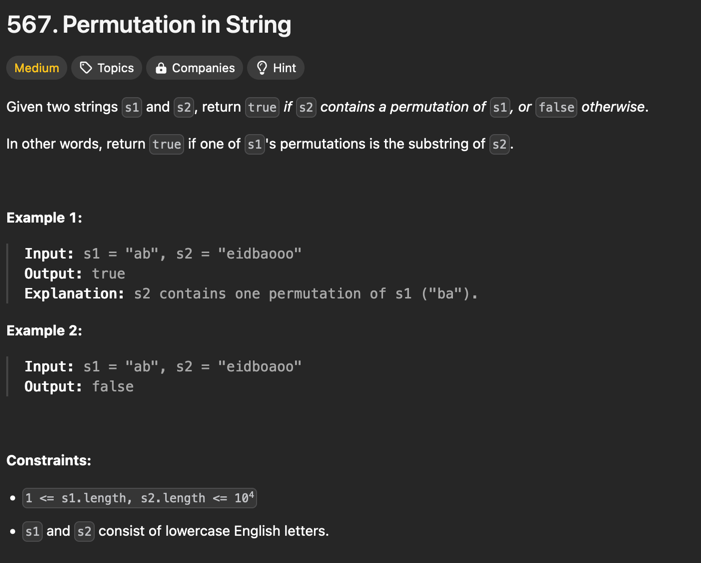 567. Permutation in String
Medium Topics Companies Hint
Given two strings s1 and s2, return true if s2 contains a permutation of s1, or false otherwise.
In other words, return true if one of s1's permutations is the substring of s2.
Example 1:
Input: s1 = "ab", s2 = "eidbaooo"
Output: true
Explanation: s2 contains one permutation of s1 ("ba").
Example 2:
Input: s1 = "ab", s2 = "eidboaoo"
Output: false
Constraints:
• 1 <= s1.length, s2.length <= 10⁴
• s1 and s2 consist of lowercase English letters.